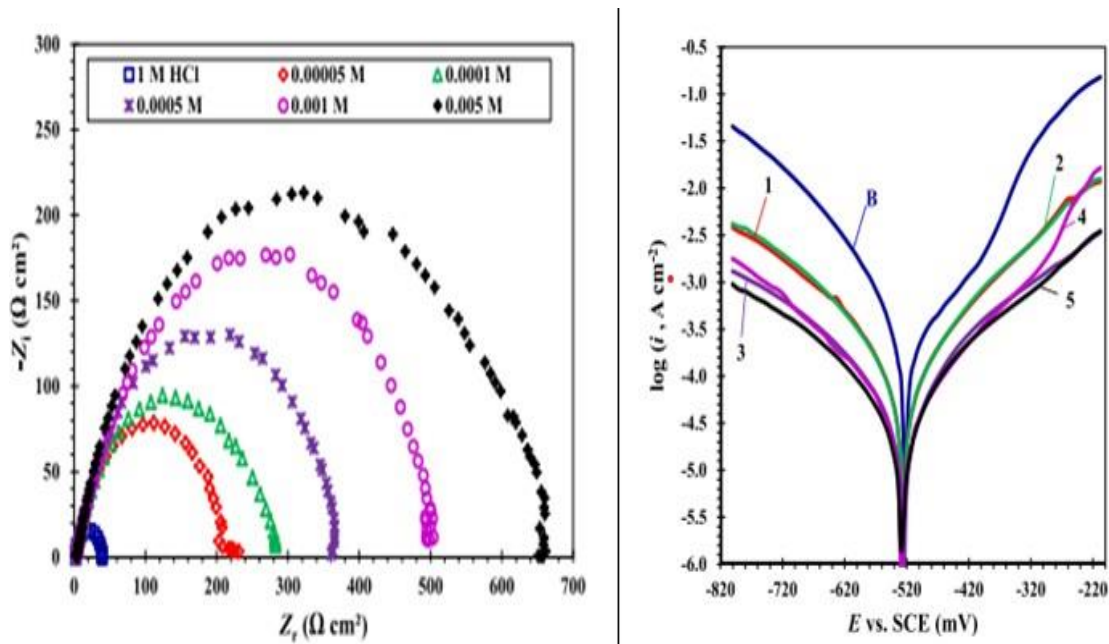 300
250
200
150
100
50
0
-Zᵢ (Ω cm²)
1 M HCl 0.00005 M 0.0001 M
0.0005 M 0.001 M 0.005 M
0 100 200 300 400 500 600 700
Zᵣ (Ω cm²)
-0.5
-1.0
-1.5
-2.0
-2.5
-3.0
-3.5
-4.0
-4.5
-5.0
-5.5
-6.0
log (i , A cm⁻²)
B
1
2
4
3
5
-820 -720 -620 -520 -420 -320 -220
E vs. SCE (mV)